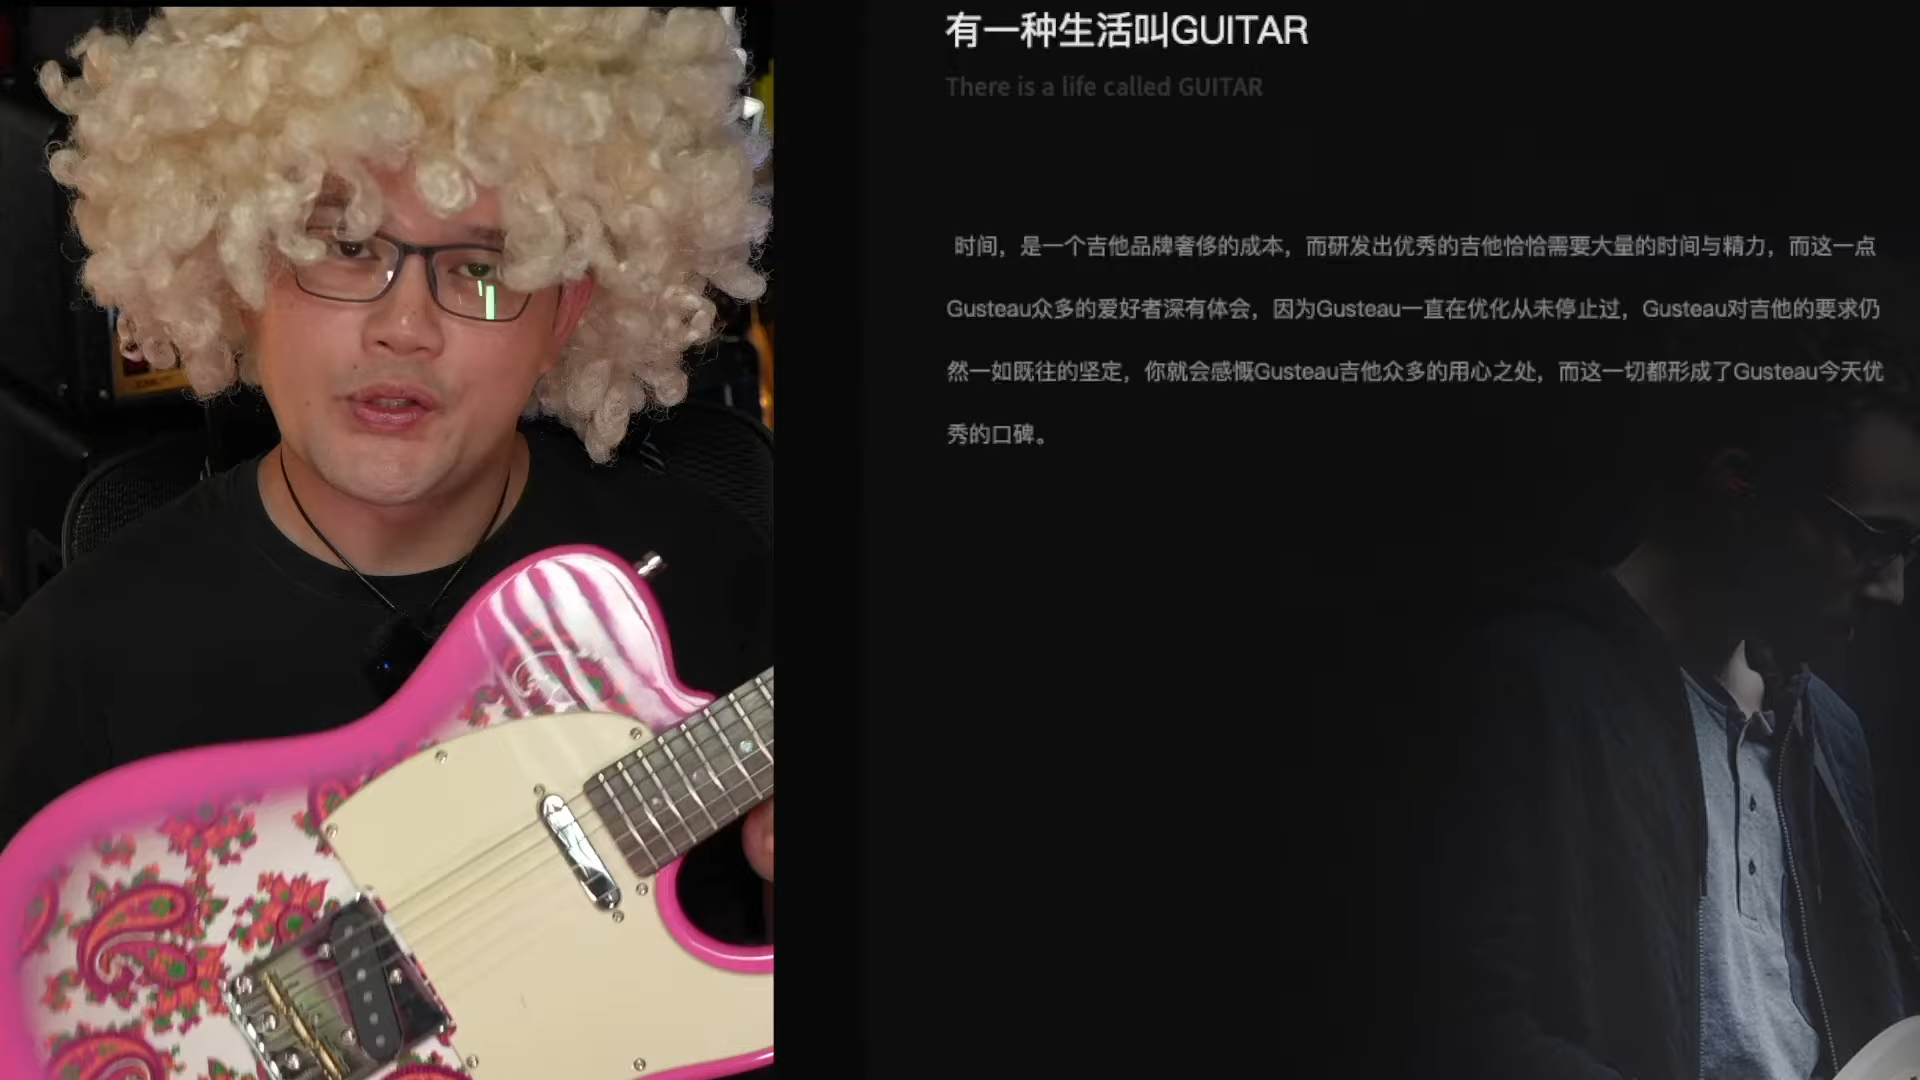 有一种生活叫GUITAR
There is a life called GUITAR
时间，是一个吉他品牌奢侈的成本，而研发出优秀的吉他恰恰需要大量的时间与精力，而这一点
Gusteau众多的爱好者深有体会，因为Gusteau一直在优化从未停止过，Gusteau对吉他的要求仍
然一如既往的坚定，你就会感慨Gusteau吉他众多的用心之处，而这一切都形成了Gusteau今天优
秀的口碑。